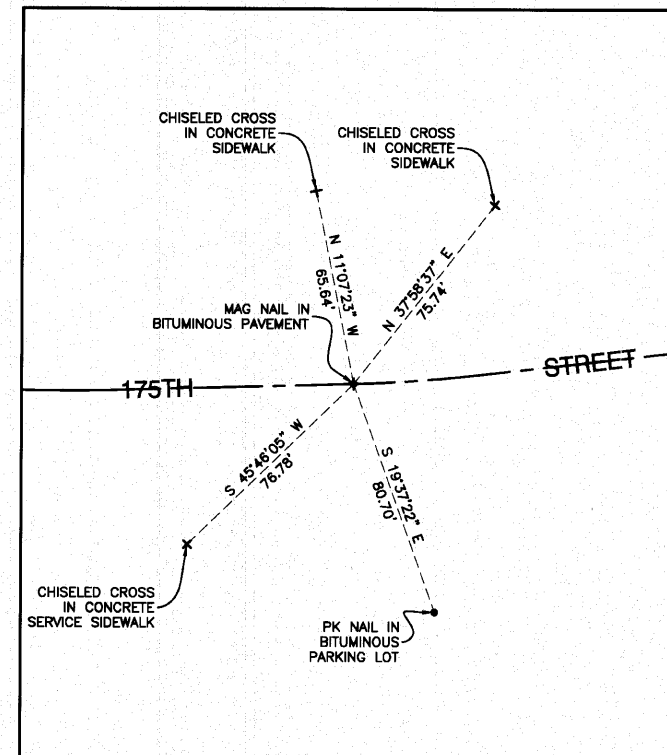 CHISELED CROSS
IN CONCRETE
SIDEWALK
CHISELED CROSS
IN CONCRETE
SIDEWALK
N 11°07'23" W
65.64'
N 37°58'37" E
75.74'
MAG NAIL IN
BITUMINOUS PAVEMENT
175TH
STREET
S 45°46'05" W
76.78'
S 19°37'22" E
80.70'
CHISELED CROSS
IN CONCRETE
SERVICE SIDEWALK
PK NAIL IN
BITUMINOUS
PARKING LOT